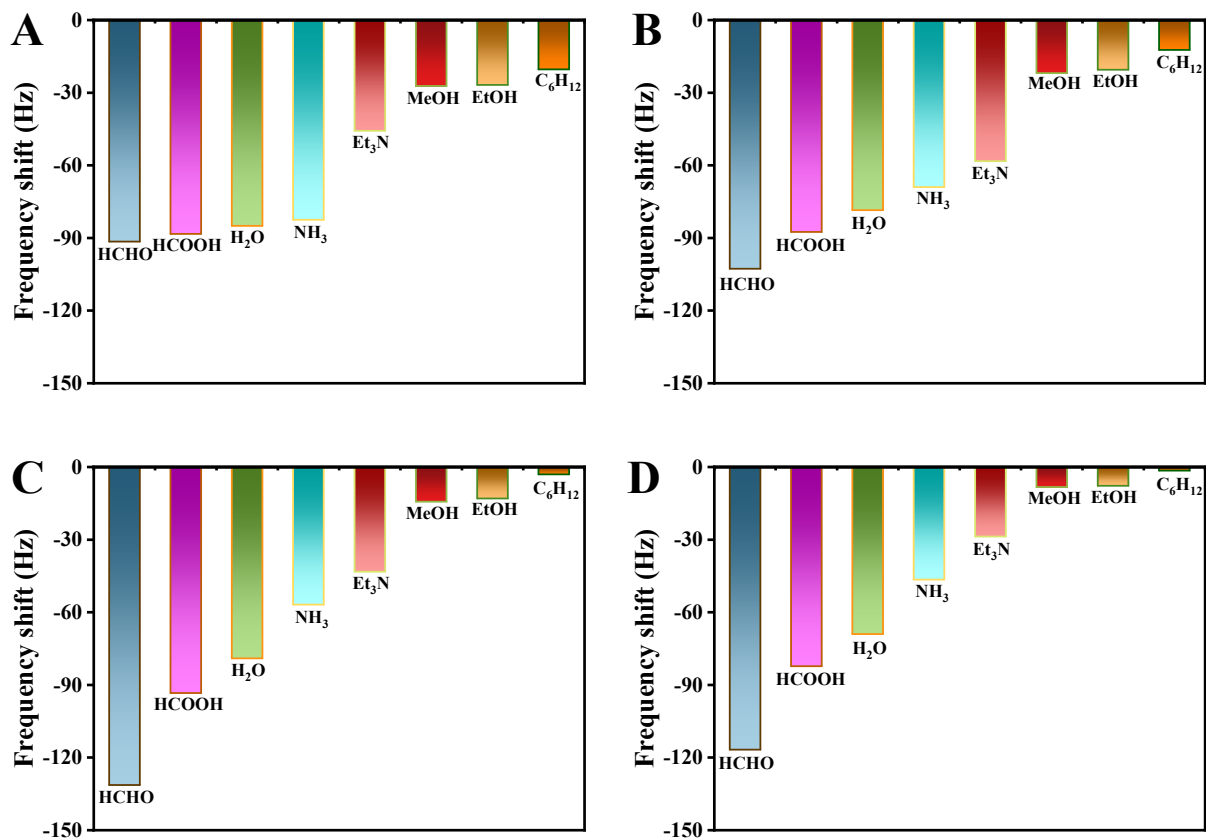 A
Frequency shift (Hz)
0
-30
-60
-90
-120
-150
HCHO
HCOOH
H₂O
NH₃
Et₃N
MeOH
EtOH
C₆H₁₂
B
Frequency shift (Hz)
0
-30
-60
-90
-120
-150
HCHO
HCOOH
H₂O
NH₃
Et₃N
MeOH
EtOH
C₆H₁₂
C
Frequency shift (Hz)
0
-30
-60
-90
-120
-150
HCHO
HCOOH
H₂O
NH₃
Et₃N
MeOH
EtOH
C₆H₁₂
D
Frequency shift (Hz)
0
-30
-60
-90
-120
-150
HCHO
HCOOH
H₂O
NH₃
Et₃N
MeOH
EtOH
C₆H₁₂